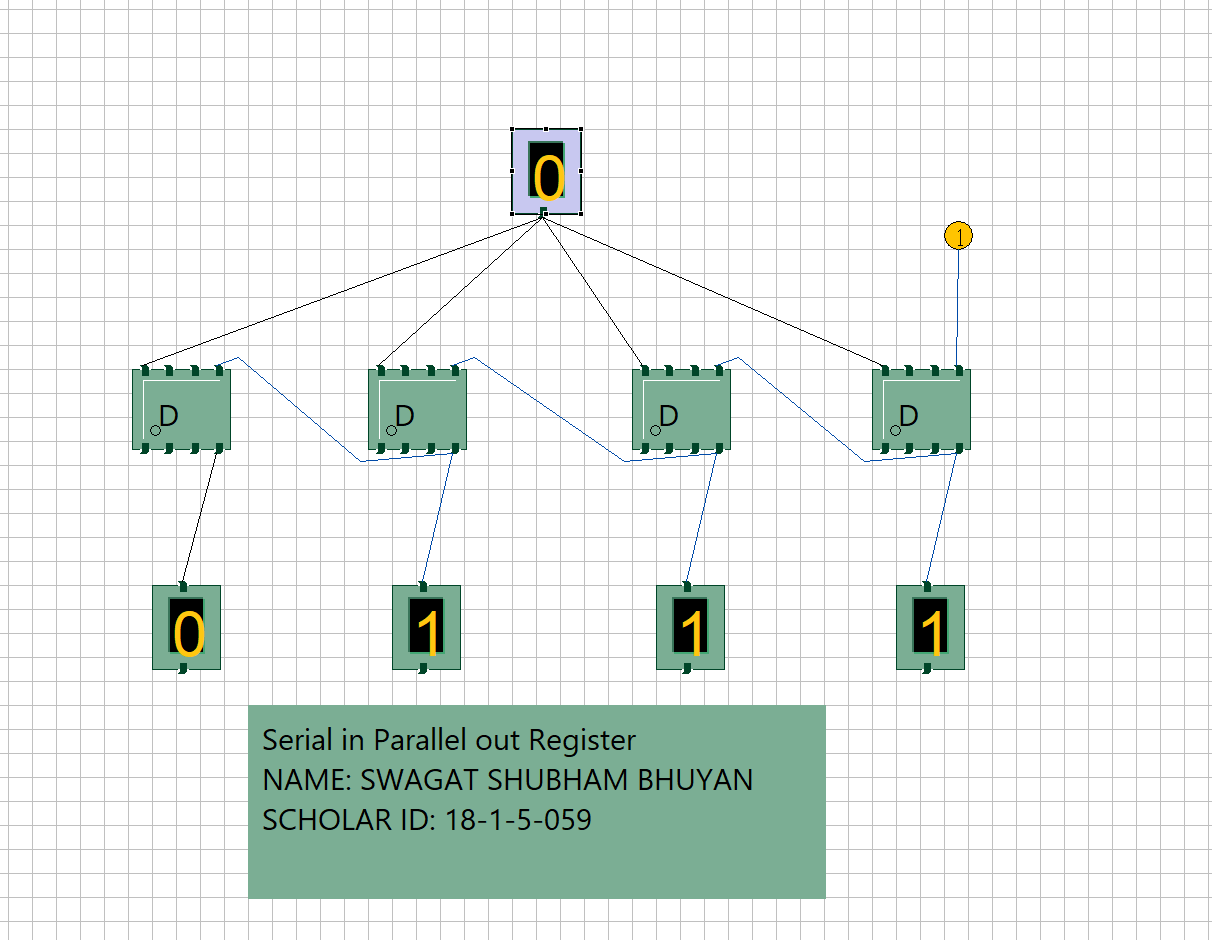 0
1
D D D D
0 1 1 1
Serial in Parallel out Register
NAME: SWAGAT SHUBHAM BHUYAN
SCHOLAR ID: 18-1-5-059